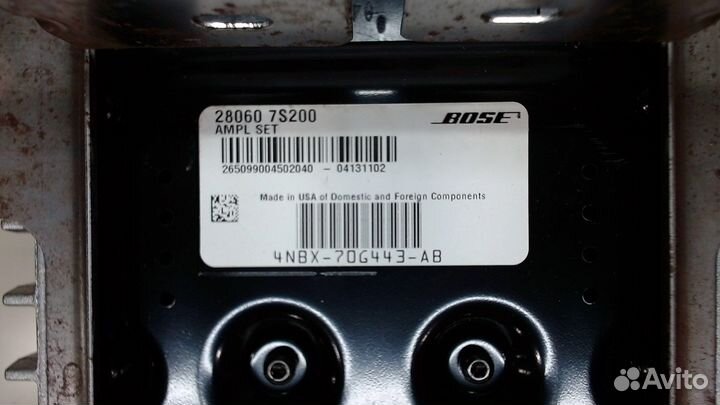 28060 7S200
AMPL SET
BOSE
265099004502040 - 04131102
Made in USA of Domestic and Foreign Components
4NBX-70G443-AB
Avito